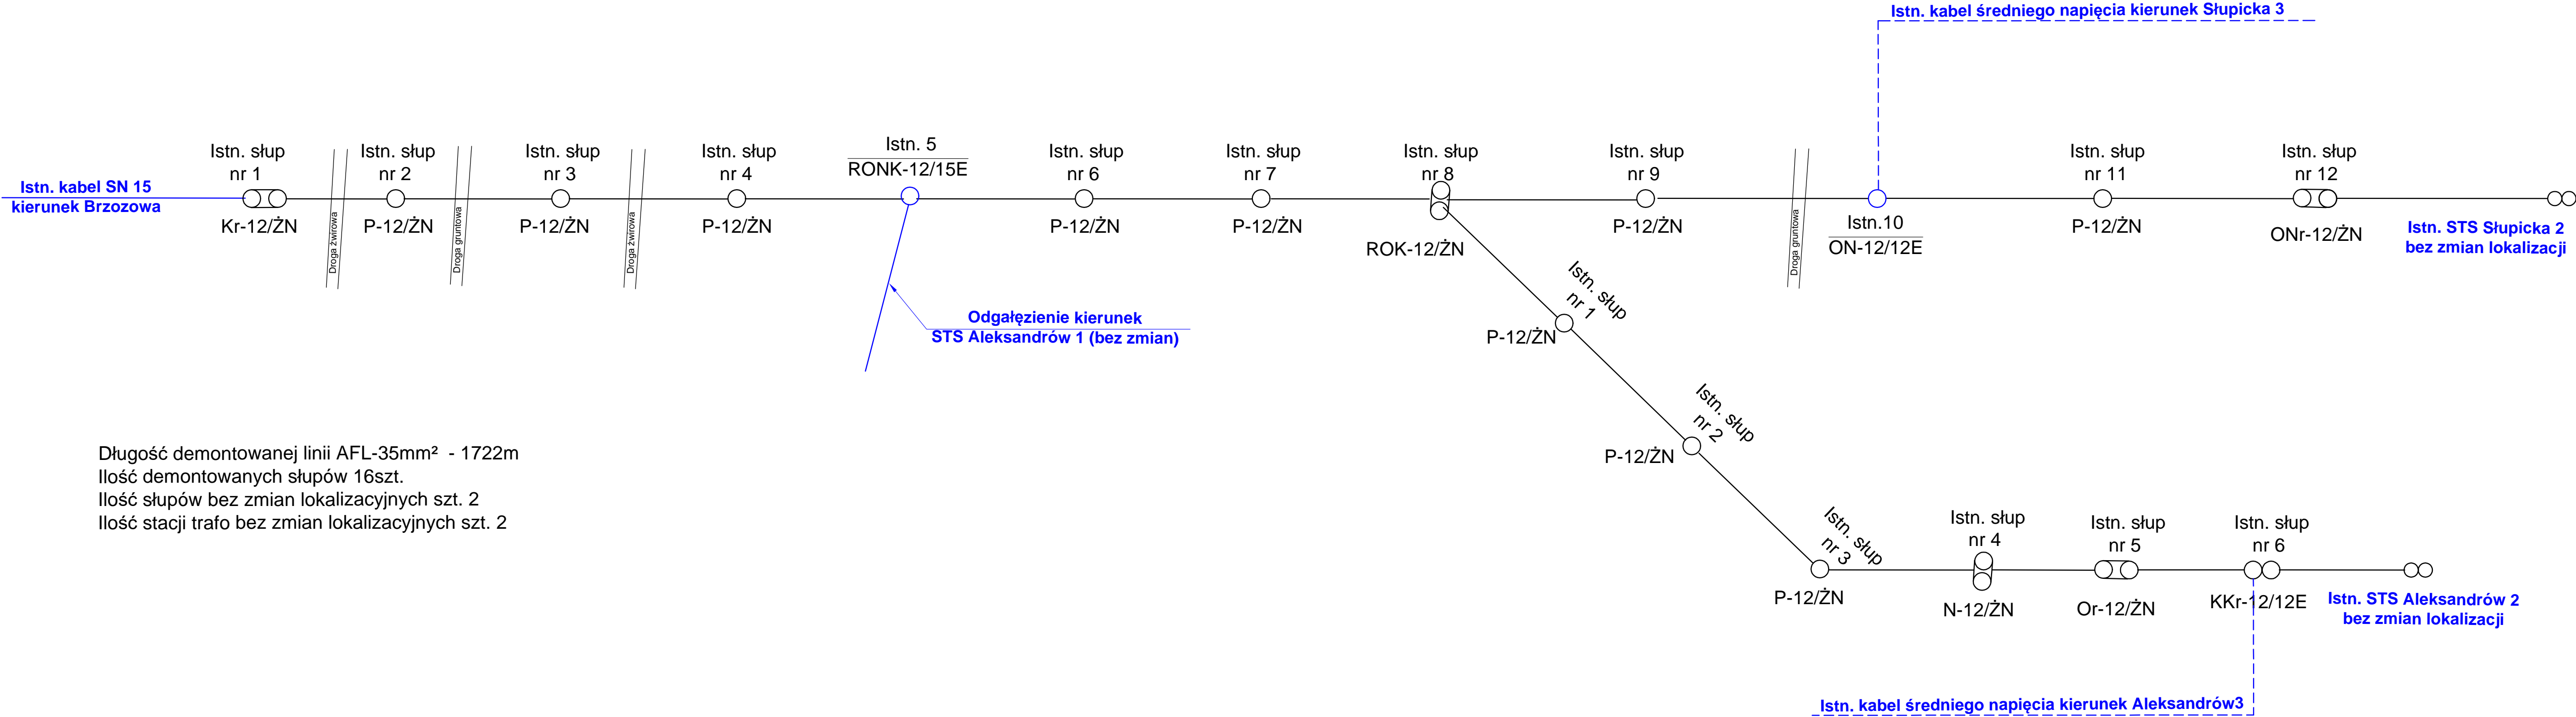 Istn. kabel średniego napięcia kierunek Słupicka 3
Istn. kabel SN 15
kierunek Brzozowa
Istn. słup
nr 1
Kr-12/ŻN
Droga żwirowa
Istn. słup
nr 2
P-12/ŻN
Droga gruntowa
Istn. słup
nr 3
P-12/ŻN
Droga żwirowa
Istn. słup
nr 4
P-12/ŻN
Istn. 5
RONK-12/15E
Istn. słup
nr 6
P-12/ŻN
Istn. słup
nr 7
P-12/ŻN
Istn. słup
nr 8
ROK-12/ŻN
Istn. słup
nr 9
P-12/ŻN
Droga gruntowa
Istn.10
ON-12/12E
Istn. słup
nr 11
P-12/ŻN
Istn. słup
nr 12
ONr-12/ŻN
Istn. STS Słupicka 2
bez zmian lokalizacji
Odgałęzienie kierunek
STS Aleksandrów 1 (bez zmian)
Istn. słup
nr 1
P-12/ŻN
Istn. słup
nr 2
P-12/ŻN
Istn. słup
nr 3
P-12/ŻN
Istn. słup
nr 4
N-12/ŻN
Istn. słup
nr 5
Or-12/ŻN
Istn. słup
nr 6
KKr-12/12E
Istn. STS Aleksandrów 2
bez zmian lokalizacji
Istn. kabel średniego napięcia kierunek Aleksandrów3
Długość demontowanej linii AFL-35mm² - 1722m
Ilość demontowanych słupów 16szt.
Ilość słupów bez zmian lokalizacyjnych szt. 2
Ilość stacji trafo bez zmian lokalizacyjnych szt. 2